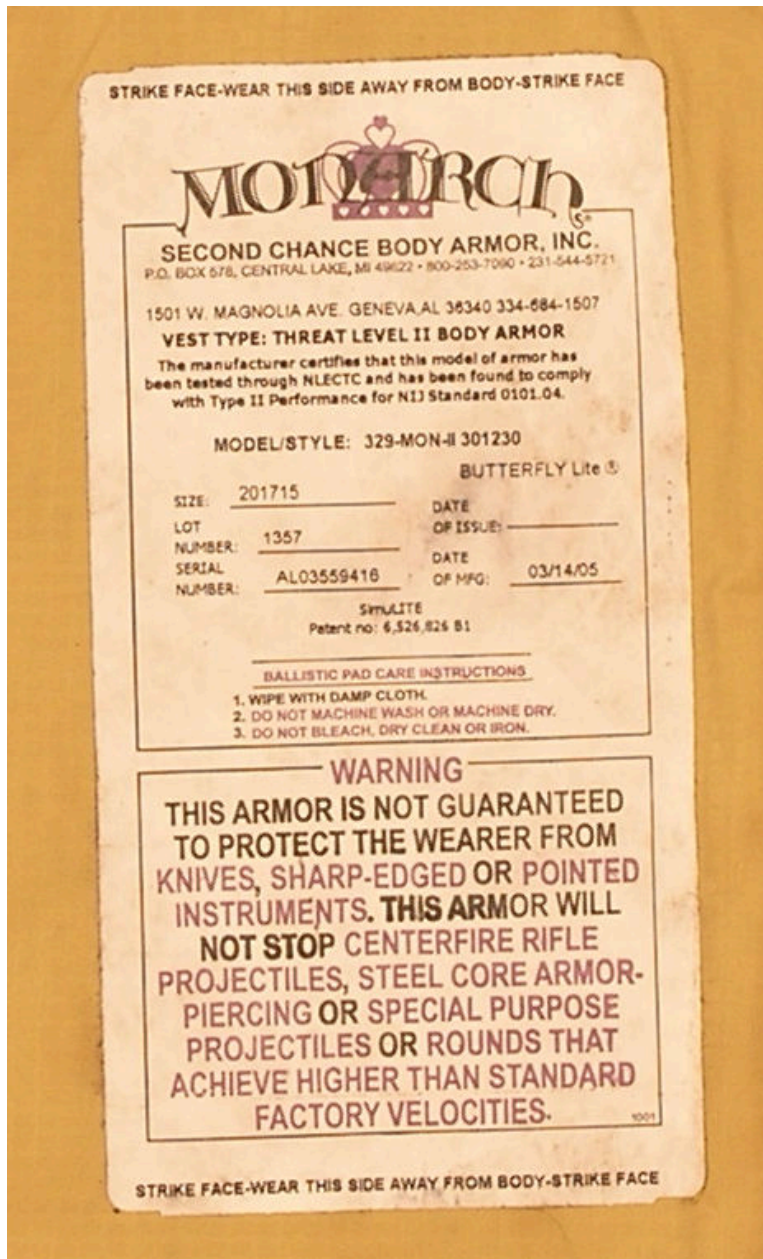 STRIKE FACE-WEAR THIS SIDE AWAY FROM BODY-STRIKE FACE
MONARCH
SECOND CHANCE BODY ARMOR, INC.
P.O. BOX 578, CENTRAL LAKE, MI 49622 • 800-253-7090 • 231-544-5721
1501 W. MAGNOLIA AVE. GENEVA,AL 36340 334-684-1507
VEST TYPE: THREAT LEVEL II BODY ARMOR
The manufacturer certifies that this model of armor has
been tested through NLECTC and has been found to comply
with Type II Performance for NIJ Standard 0101.04.
MODEL/STYLE: 329-MON-II 301230
BUTTERFLY Lite ®
SIZE: 201715
DATE
OF ISSUE:
LOT
NUMBER: 1357
DATE
OF MFG: 03/14/05
SERIAL
NUMBER: AL03559416
SimuLITE
Patent no: 6,526,826 B1
BALLISTIC PAD CARE INSTRUCTIONS
1. WIPE WITH DAMP CLOTH.
2. DO NOT MACHINE WASH OR MACHINE DRY.
3. DO NOT BLEACH, DRY CLEAN OR IRON.
WARNING
THIS ARMOR IS NOT GUARANTEED
TO PROTECT THE WEARER FROM
KNIVES, SHARP-EDGED OR POINTED
INSTRUMENTS. THIS ARMOR WILL
NOT STOP CENTERFIRE RIFLE
PROJECTILES, STEEL CORE ARMOR-
PIERCING OR SPECIAL PURPOSE
PROJECTILES OR ROUNDS THAT
ACHIEVE HIGHER THAN STANDARD
FACTORY VELOCITIES.
1001
STRIKE FACE-WEAR THIS SIDE AWAY FROM BODY-STRIKE FACE